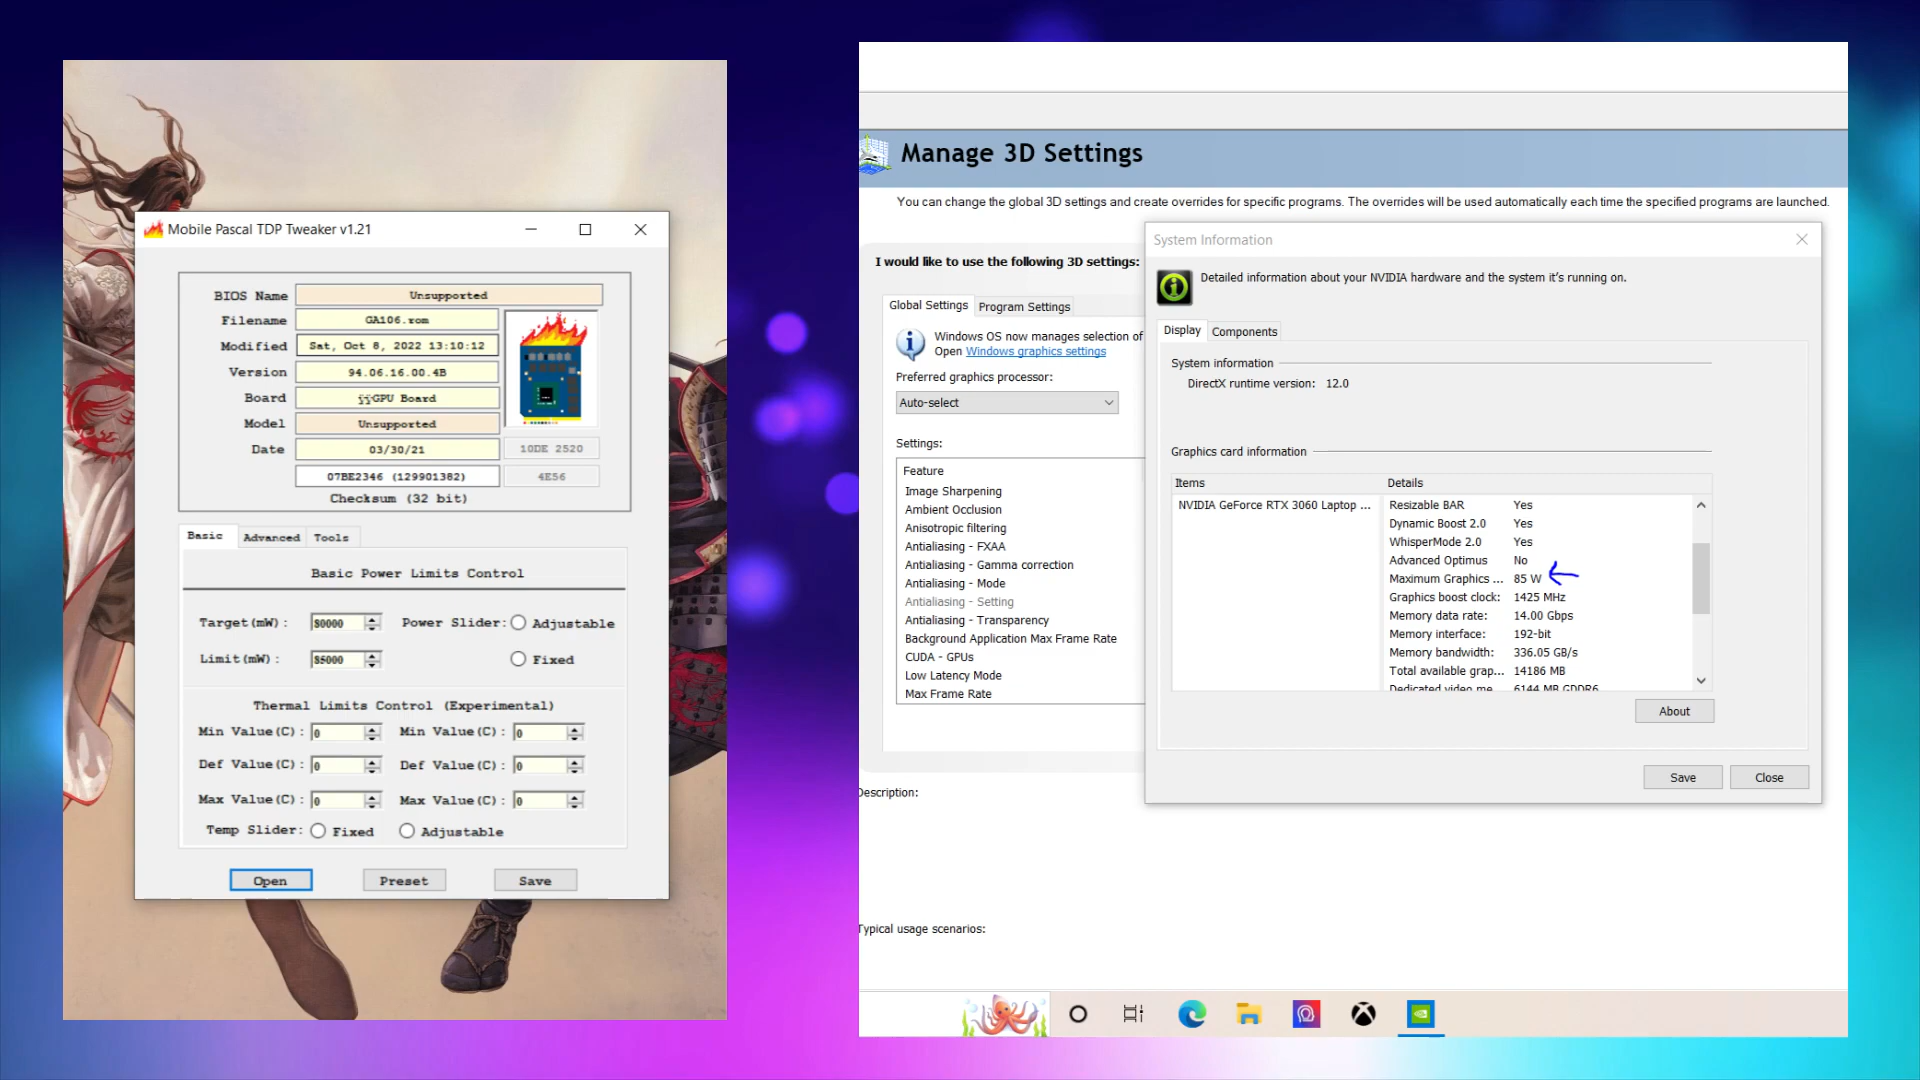 Mobile Pascal TDP Tweaker v1.21
BIOS Name Unsupported
Filename GA106.rom
Modified Sat, Oct 8, 2022 13:10:12
Version 94.06.16.00.4B
Board ÿÿGPU Board
Model Unsupported
Date 03/30/21 10DE 2520
07BE2346 (129901382) 4E56
Checksum (32 bit)
Basic Advanced Tools
Basic Power Limits Control
Target(mW): 80000 Power Slider: Adjustable
Limit(mW): 85000 Fixed
Thermal Limits Control (Experimental)
Min Value(C): 0 Min Value(C): 0
Def Value(C): 0 Def Value(C): 0
Max Value(C): 0 Max Value(C): 0
Temp Slider: Fixed Adjustable
Open Preset Save
Manage 3D Settings
You can change the global 3D settings and create overrides for specific programs. The overrides will be used automatically each time the specified programs are launched.
I would like to use the following 3D settings:
Global Settings Program Settings
Windows OS now manages selection of
Open Windows graphics settings
Preferred graphics processor:
Auto-select
Settings:
Feature
Image Sharpening
Ambient Occlusion
Anisotropic filtering
Antialiasing - FXAA
Antialiasing - Gamma correction
Antialiasing - Mode
Antialiasing - Setting
Antialiasing - Transparency
Background Application Max Frame Rate
CUDA - GPUs
Low Latency Mode
Max Frame Rate
Description:
Typical usage scenarios:
System Information
Detailed information about your NVIDIA hardware and the system it's running on.
Display Components
System information
DirectX runtime version: 12.0
Graphics card information
Items Details
NVIDIA GeForce RTX 3060 Laptop ...
Resizable BAR Yes
Dynamic Boost 2.0 Yes
WhisperMode 2.0 Yes
Advanced Optimus No
Maximum Graphics ... 85 W
Graphics boost clock: 1425 MHz
Memory data rate: 14.00 Gbps
Memory interface: 192-bit
Memory bandwidth: 336.05 GB/s
Total available grap... 14186 MB
Dedicated video me... 6144 MB GDDR6
About
Save Close